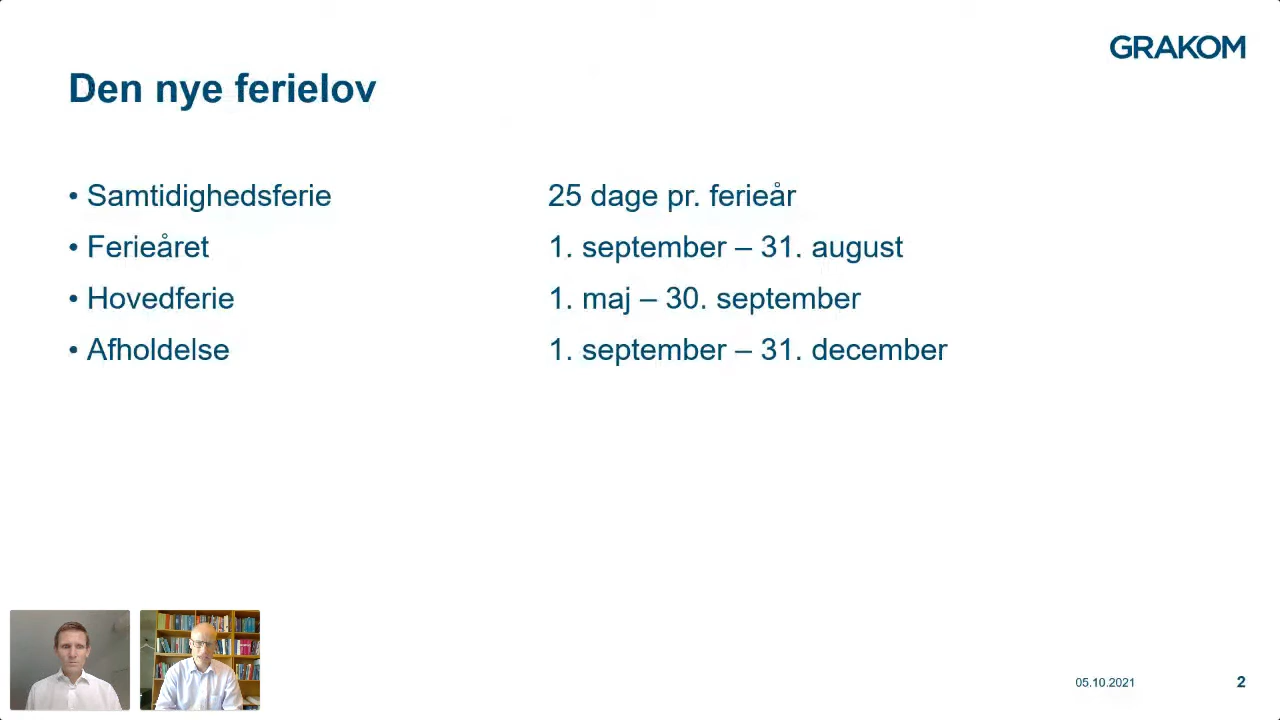 GRAKOM
Den nye ferielov
• Samtidighedsferie 25 dage pr. ferieår
• Ferieåret 1. september – 31. august
• Hovedferie 1. maj – 30. september
• Afholdelse 1. september – 31. december
05.10.2021 2